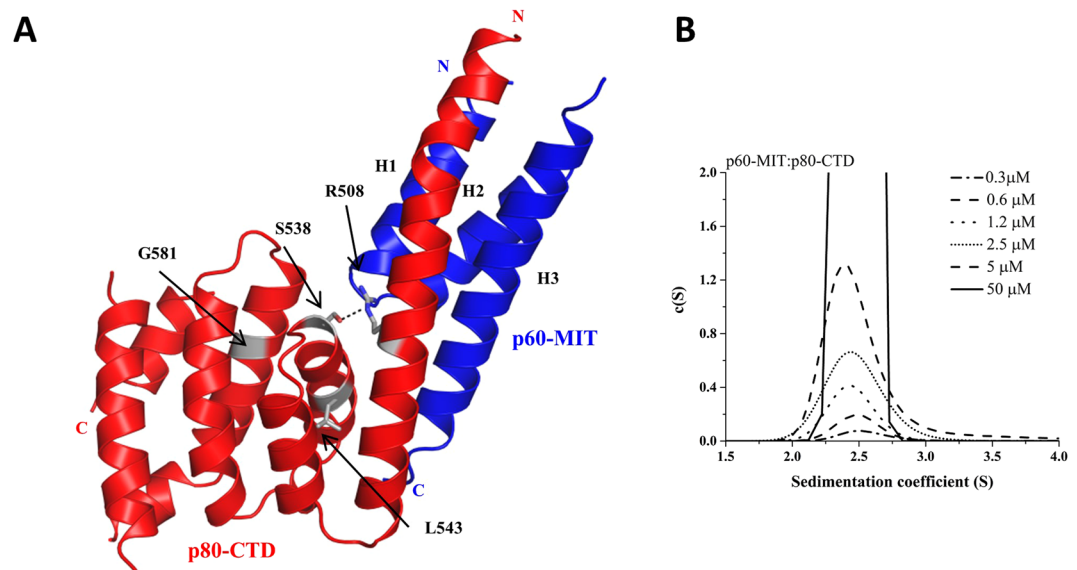 A
N
N
H1
H2
R508
S538
G581
H3
p60-MIT
C
C
L543
p80-CTD
B
p60-MIT:p80-CTD
2.0
1.6
1.2
0.8
0.4
0.0
c(S)
0.3μM
0.6 μM
1.2 μM
2.5 μM
5 μM
50 μM
1.5 2.0 2.5 3.0 3.5 4.0
Sedimentation coefficient (S)